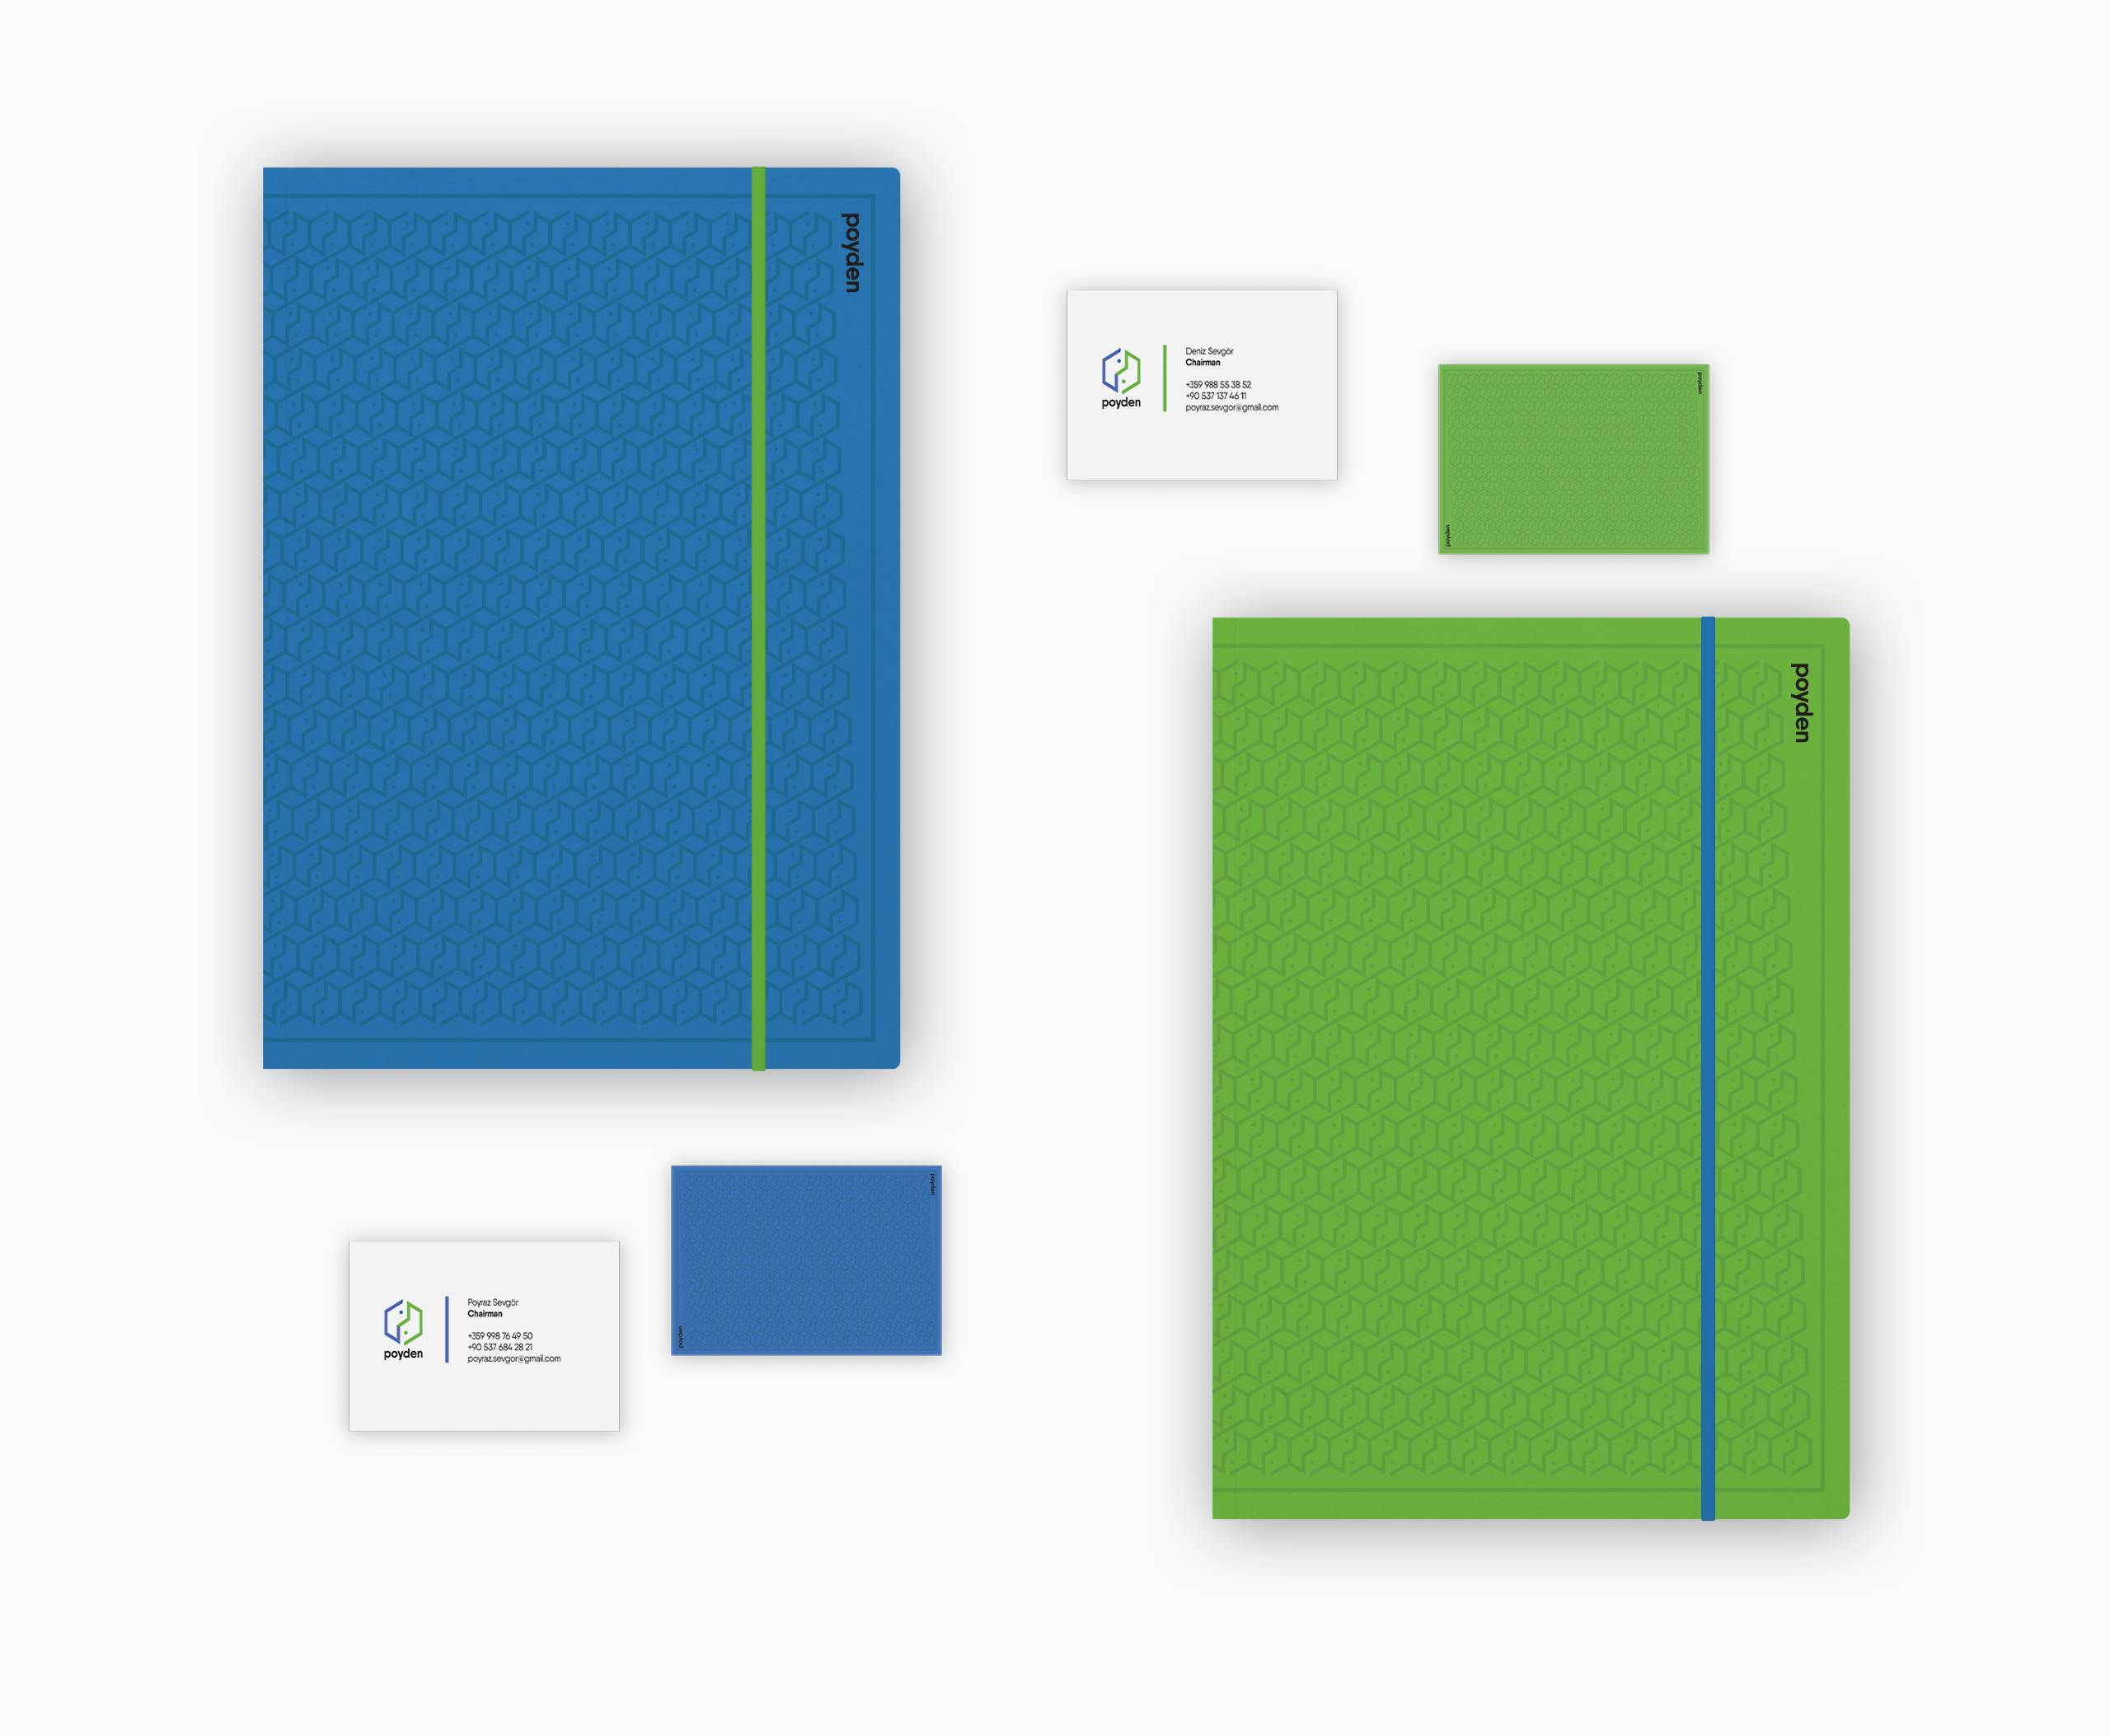 poyden
poyden
Deniz Sevgör
Chairman
+359 988 55 38 52
+90 537 137 46 11
poyraz.sevgor@gmail.com
poyden
poyden
poyden
poyden
poyden
poyden
Poyraz Sevgör
Chairman
+359 998 76 49 50
+90 537 684 28 21
poyraz.sevgor@gmail.com